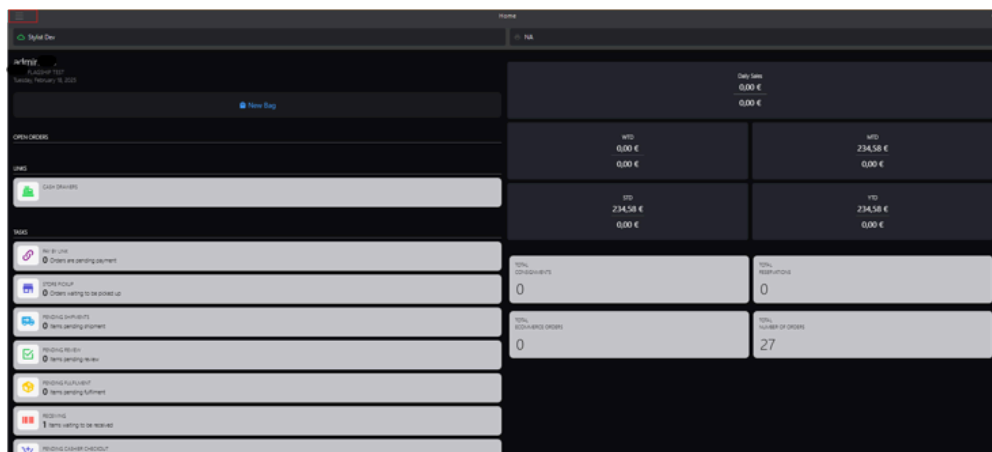 Home
Stylist Dev
NA
admin
FLAGSHIP TEST
Tuesday, February 18, 2025
New Bag
OPEN ORDERS
LINKS
CASH DRAWERS
TASKS
PAY BY LINK
0 Orders are pending payment
STORE PICKUP
0 Orders waiting to be picked up
PENDING SHIPMENTS
0 Items pending shipment
PENDING REVIEW
0 Items pending review
PENDING FULFILMENT
0 Items pending fulfilment
RECEIVING
1 Items waiting to be received
PENDING CASHIER CHECKOUT
Daily Sales
0,00 €
0,00 €
WTD
0,00 €
0,00 €
MTD
234,58 €
0,00 €
STD
234,58 €
0,00 €
YTD
234,58 €
0,00 €
TOTAL
CONSIGNMENTS
0
TOTAL
RESERVATIONS
0
TOTAL
ECOMMERCE ORDERS
0
TOTAL
NUMBER OF ORDERS
27